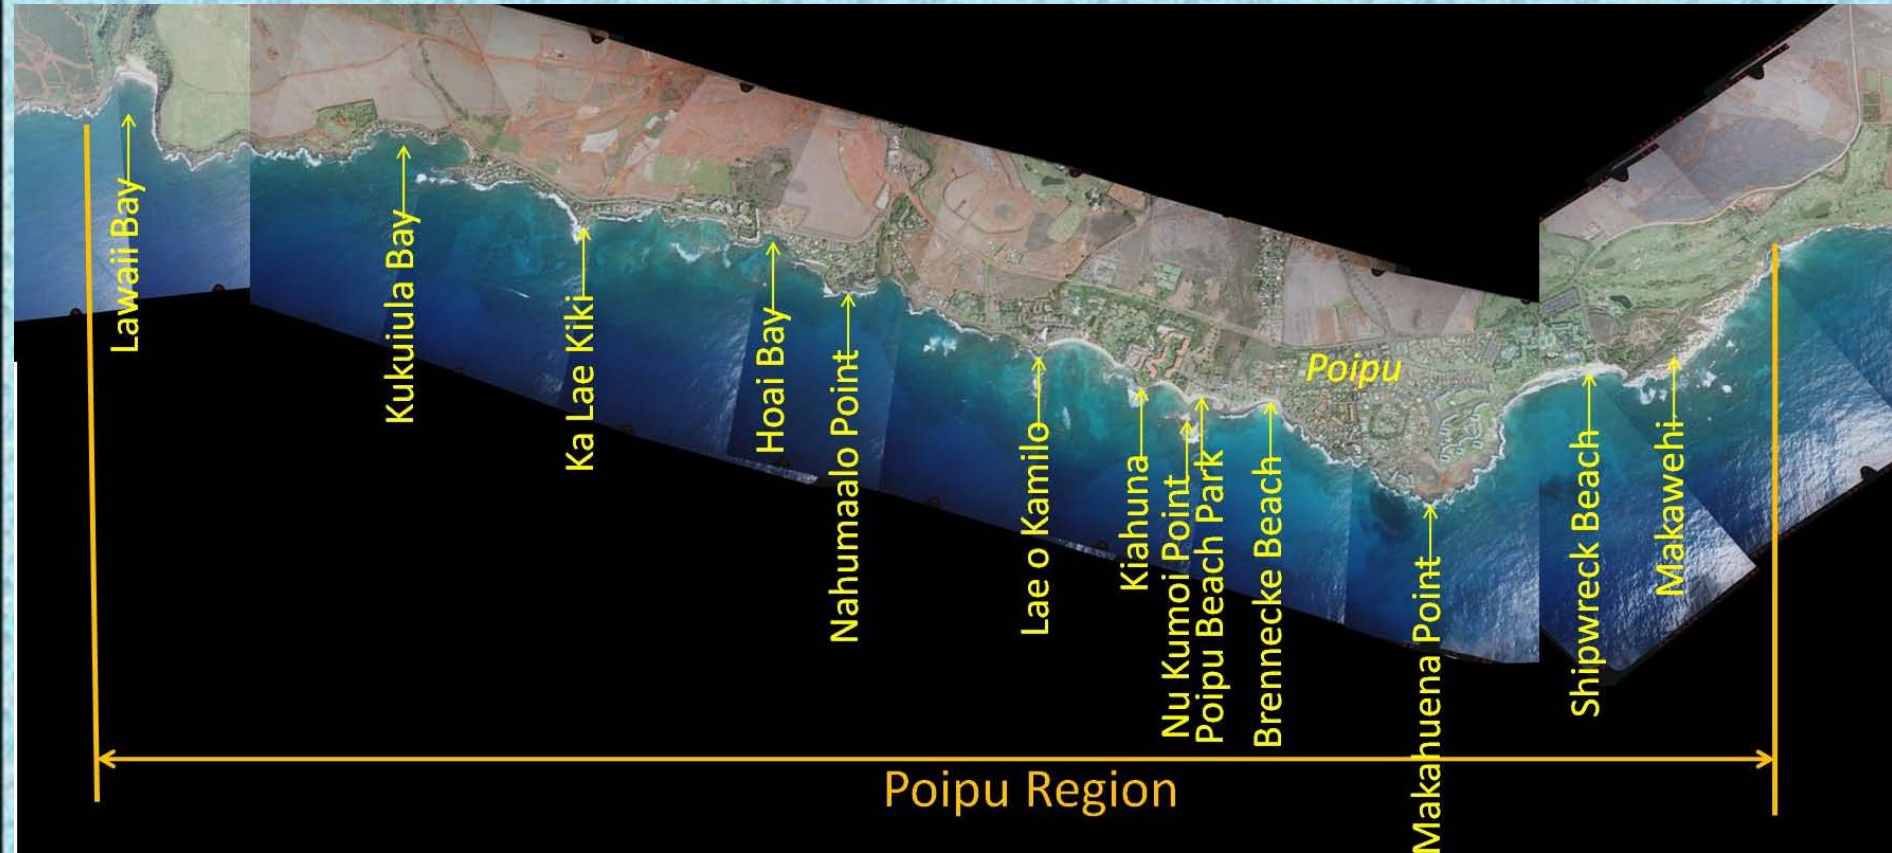 Lawaii Bay
Kukuiula Bay
Ka Lae Kiki
Hoai Bay
Nahumaalo Point
Lae o Kamilo
Kiahuna
Nu Kumoi Point
Poipu Beach Park
Brennecke Beach
Poipu
Makahuena Point
Shipwreck Beach
Makawehi
Poipu Region